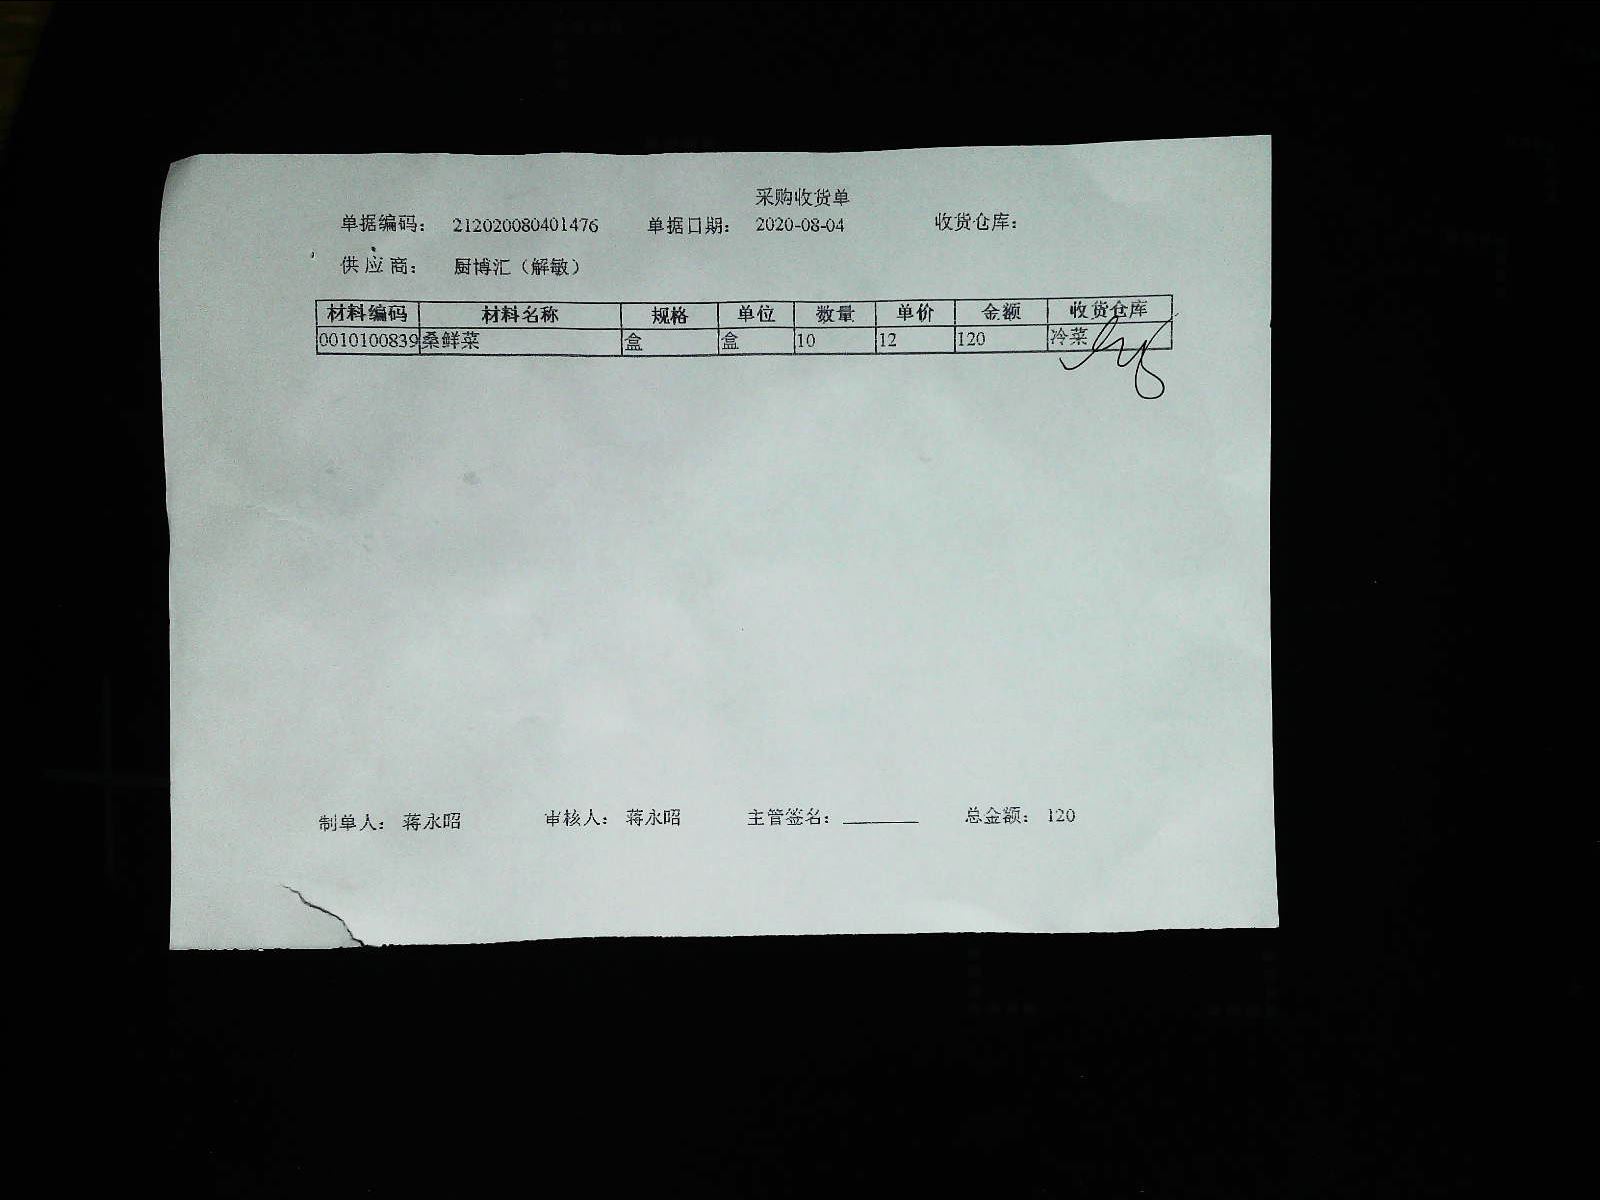 采购收货单
单据编码： 212020080401476 单据日期： 2020-08-04 收货仓库：
供应商： 厨博汇（解敏）
材料编码 材料名称 规格 单位 数量 单价 金额 收货仓库
0010100839 桑鲜菜 盒 盒 10 12 120 冷菜
制单人： 蒋永昭 审核人： 蒋永昭 主管签名： 总金额： 120